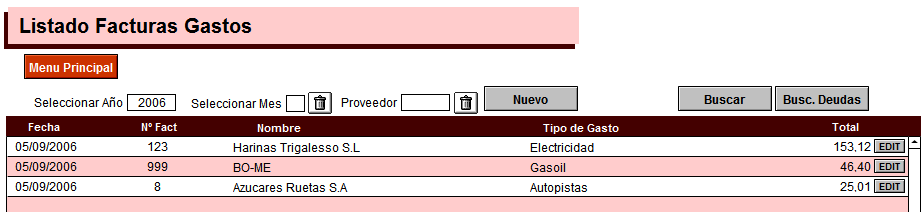 Listado Facturas Gastos
Menu Principal
Seleccionar Año 2006 Seleccionar Mes Proveedor Nuevo Buscar Busc. Deudas
Fecha Nº Fact Nombre Tipo de Gasto Total
05/09/2006 123 Harinas Trigalesso S.L Electricidad 153,12 EDIT
05/09/2006 999 BO-ME Gasoil 46,40 EDIT
05/09/2006 8 Azucares Ruetas S.A Autopistas 25,01 EDIT